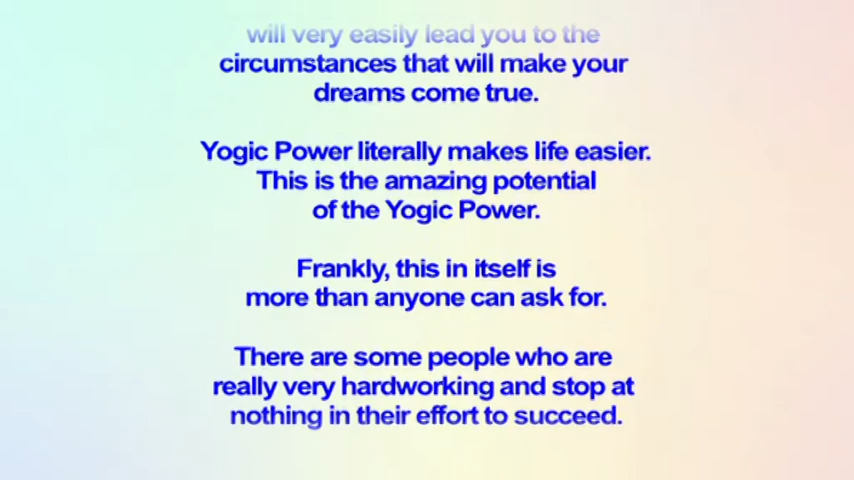 will very easily lead you to the
circumstances that will make your
dreams come true.
Yogic Power literally makes life easier.
This is the amazing potential
of the Yogic Power.
Frankly, this in itself is
more than anyone can ask for.
There are some people who are
really very hardworking and stop at
nothing in their effort to succeed.